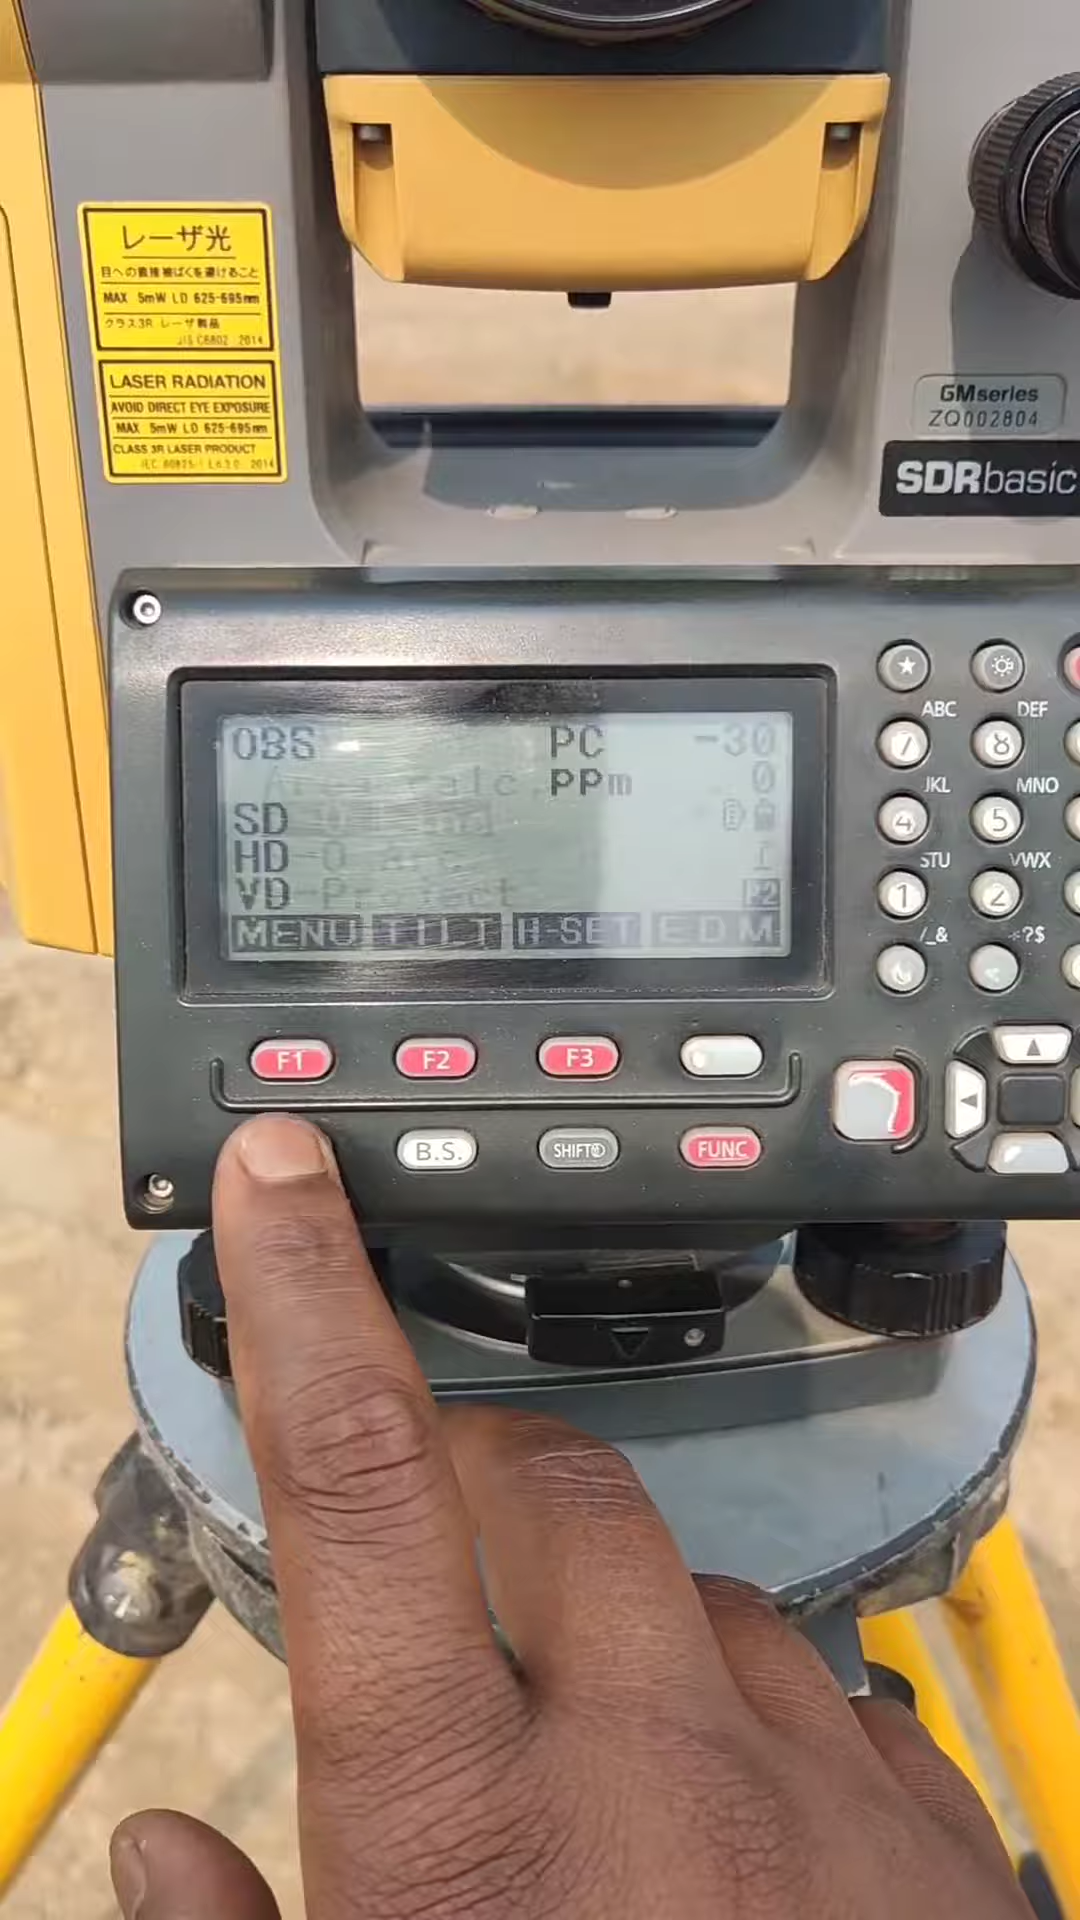 レーザ光
目への直接被ばくを避けること
MAX 5mW LD 625-695nm
クラス3R レーザ製品
JIS C6802 2014
LASER RADIATION
AVOID DIRECT EYE EXPOSURE
MAX 5mW LD 625-695nm
CLASS 3R LASER PRODUCT
GMseries
ZQ002804
SDRbasic
OBS PC -30
ppm 0
SD
HD
VD P2
MENU TILT H-SET EDM
ABC DEF
7 8
JKL MNO
4 5
STU VWX
1 2
/_& ?$
F1 F2 F3
B.S. SHIFT FUNC